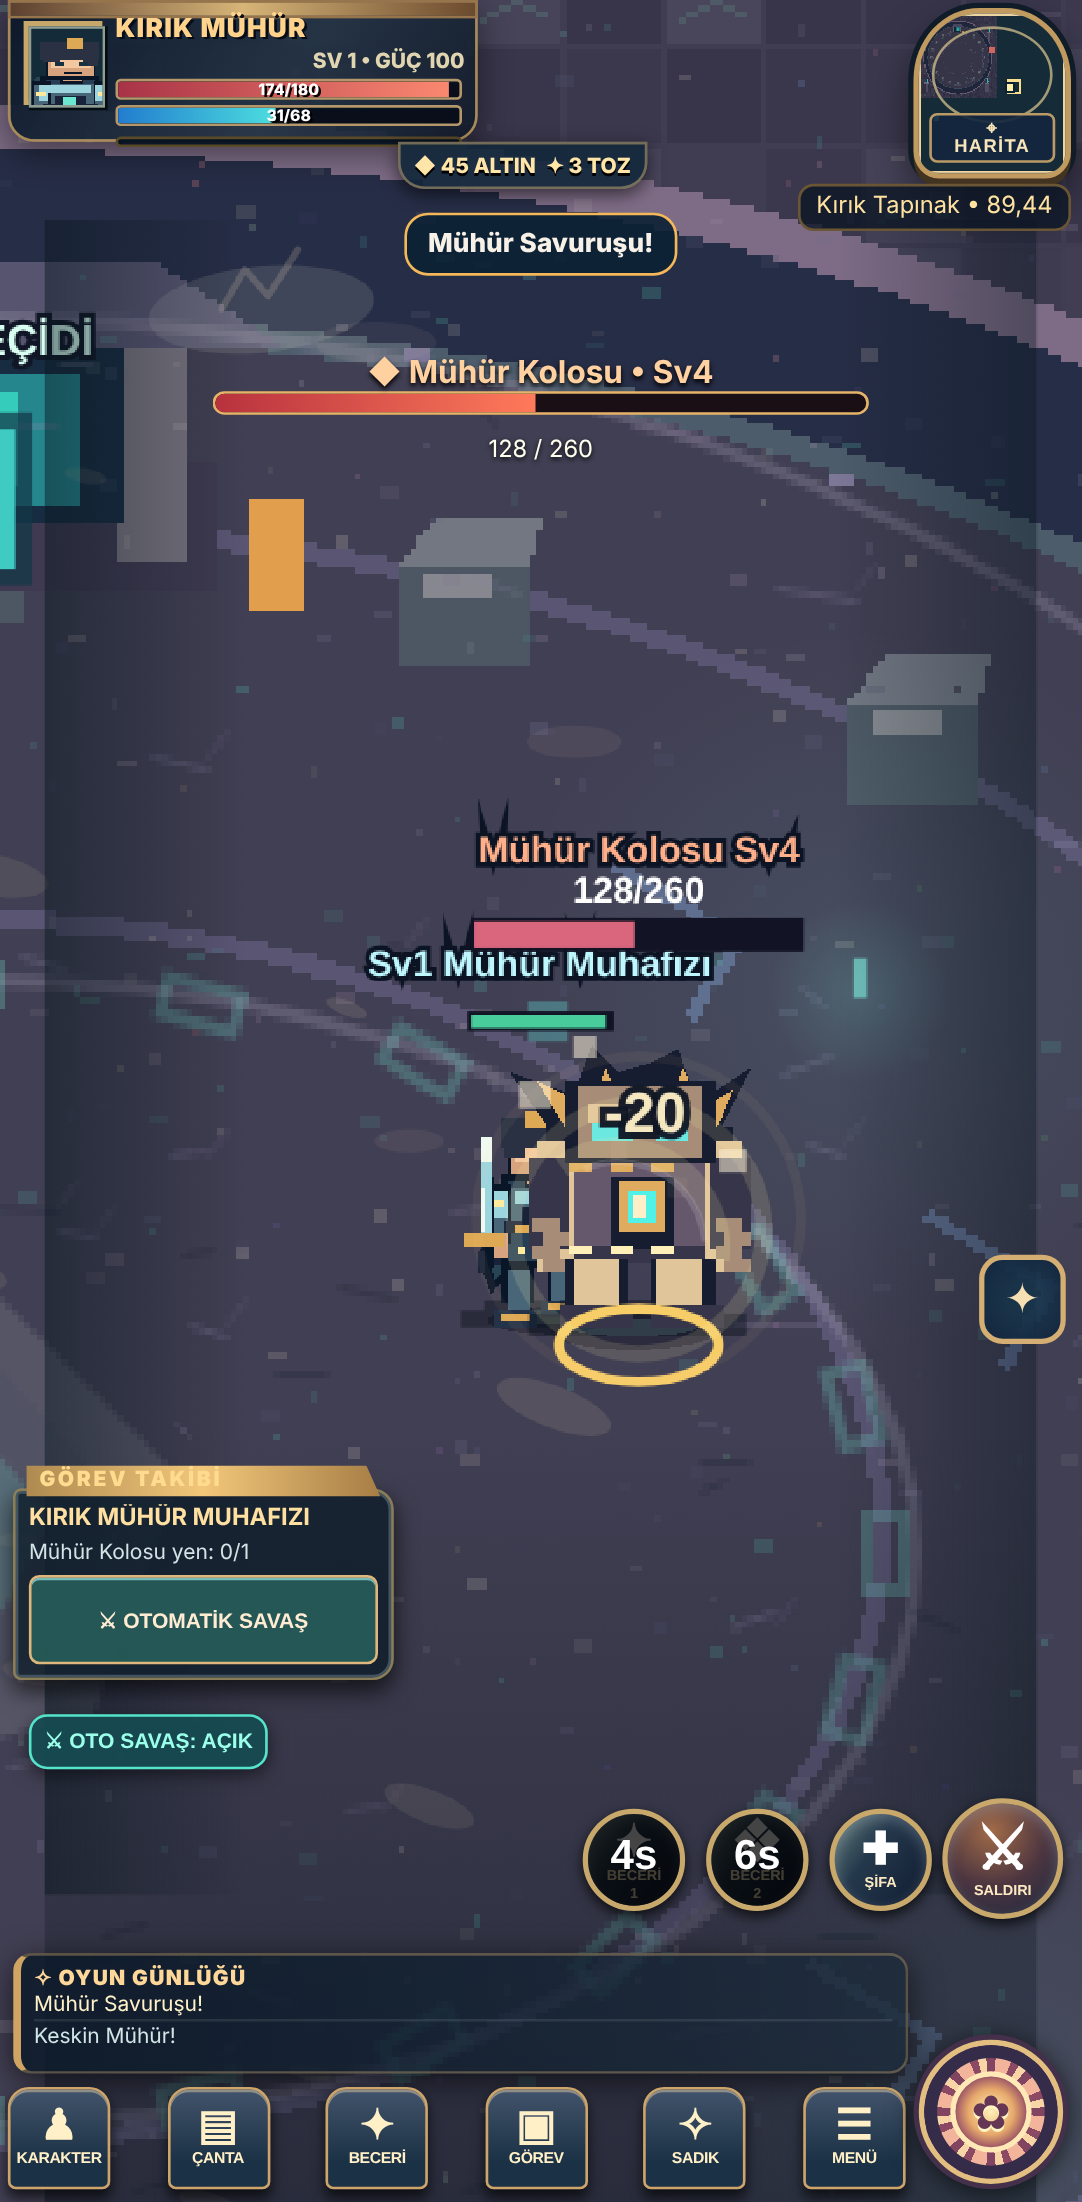 KIRIK MÜHÜR
SV 1 • GÜÇ 100
174/180
31/68
◆ 45 ALTIN ✦ 3 TOZ
HARİTA
Kırık Tapınak • 89,44
Mühür Savuruşu!
EÇİDİ
◆ Mühür Kolosu • Sv4
128 / 260
Mühür Kolosu Sv4
128/260
Sv1 Mühür Muhafızı
-20
GÖREV TAKİBİ
KIRIK MÜHÜR MUHAFIZI
Mühür Kolosu yen: 0/1
⚔ OTOMATİK SAVAŞ
⚔ OTO SAVAŞ: AÇIK
4s
BECERİ
1
6s
BECERİ
2
ŞİFA
SALDIRI
✧ OYUN GÜNLÜĞÜ
Mühür Savuruşu!
Keskin Mühür!
KARAKTER
ÇANTA
BECERİ
GÖREV
SADIK
MENÜ